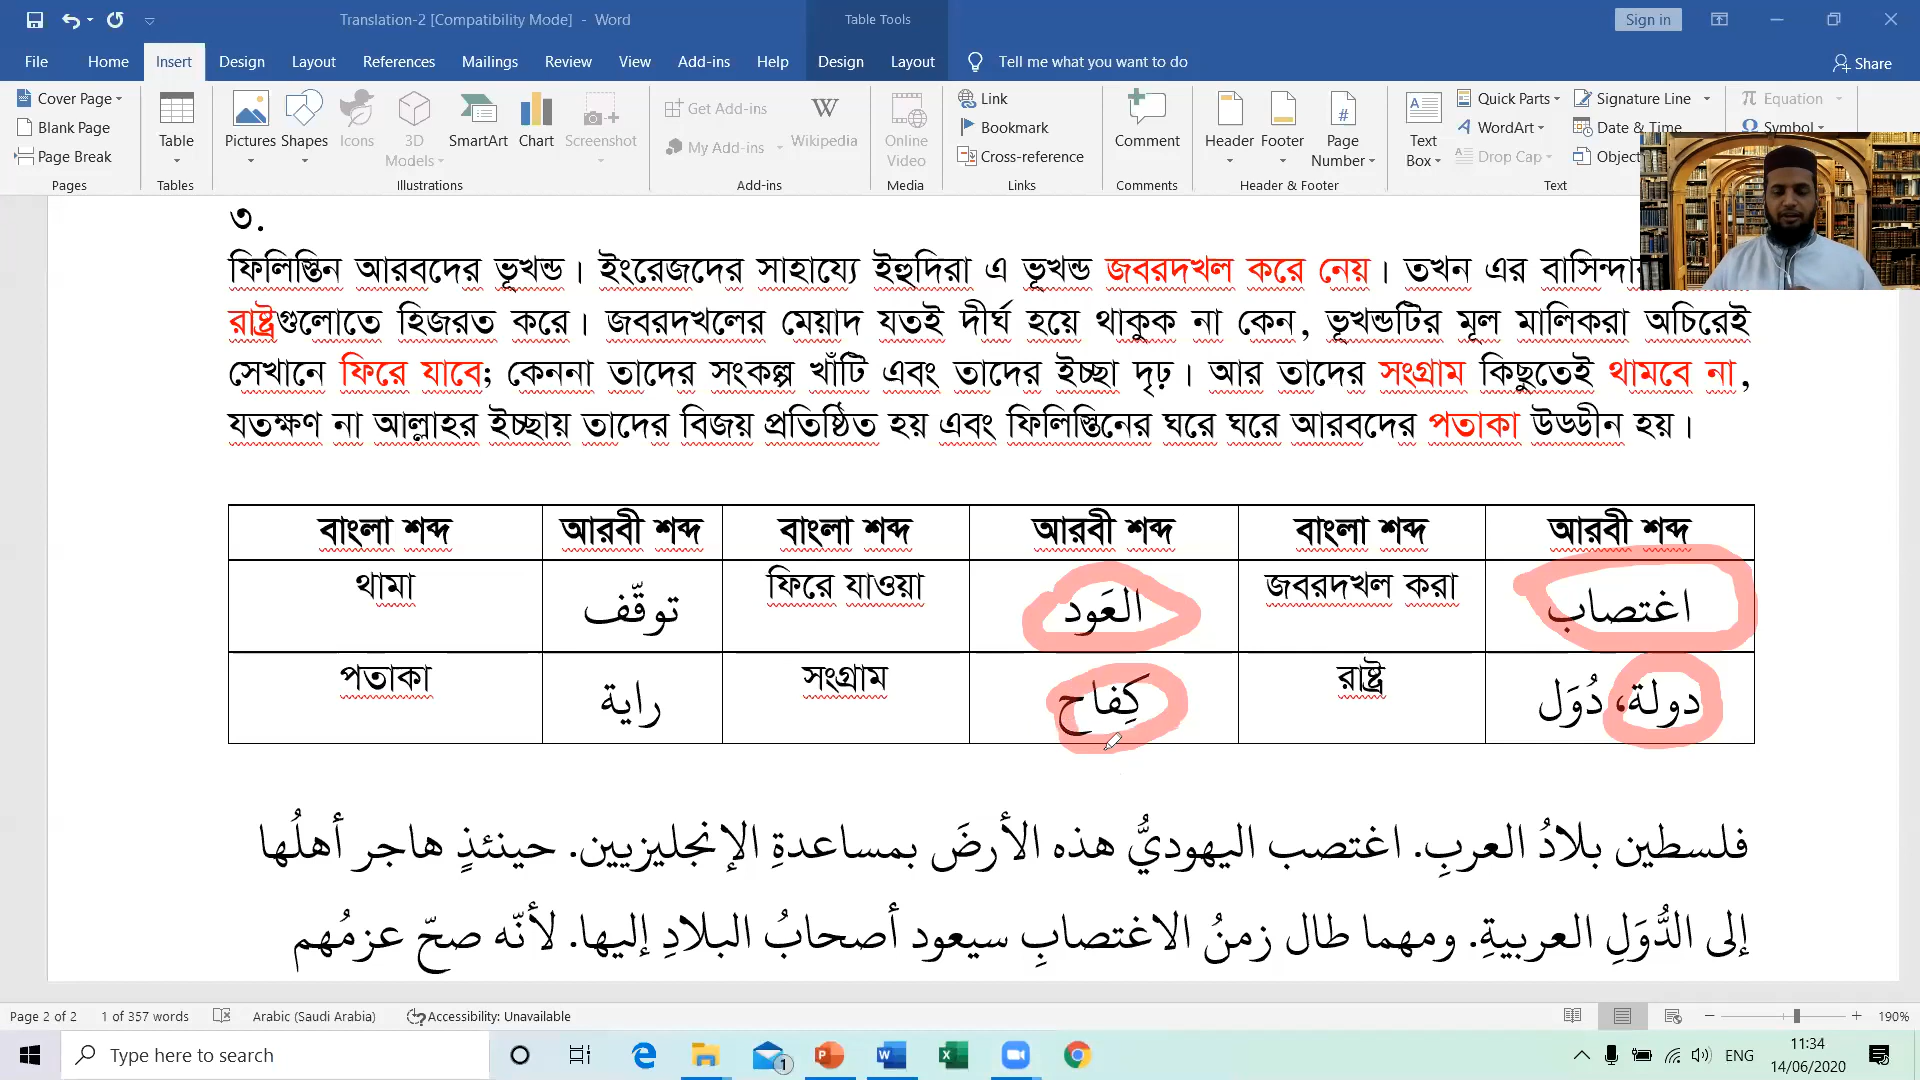 Translation-2 [Compatibility Mode] - Word
Table Tools
Sign in
File Home Insert Design Layout References Mailings Review View Add-ins Help Design Layout Tell me what you want to do Share
Cover Page
Blank Page
Page Break
Pages
Table
Tables
Pictures Shapes Icons 3D Models SmartArt Chart Screenshot
Illustrations
Get Add-ins
My Add-ins
Wikipedia
Add-ins
Online Video
Media
Link
Bookmark
Cross-reference
Links
Comment
Comments
Header Footer Page Number
Header & Footer
Text Box
Quick Parts
WordArt
Drop Cap
Signature Line
Date & Time
Object
Text
Equation
Symbol
৩.
ফিলিস্তিন আরবদের ভূখন্ড। ইংরেজদের সাহায্যে ইহুদিরা এ ভূখন্ড জবরদখল করে নেয়। তখন এর
রাষ্ট্রগুলোতে হিজরত করে। জবরদখলের মেয়াদ যতই দীর্ঘ হয়ে থাকুক না কেন, ভূখন্ডটির মূল মালিকরা অচিরেই
সেখানে ফিরে যাবে; কেননা তাদের সংকল্প খাঁটি এবং তাদের ইচ্ছা দৃঢ়। আর তাদের সংগ্রাম কিছুতেই থামবে না,
যতক্ষণ না আল্লাহর ইচ্ছায় তাদের বিজয় প্রতিষ্ঠিত হয় এবং ফিলিস্তিনের ঘরে ঘরে আরবদের পতাকা উড্ডীন হয়।
বাংলা শব্দ আরবী শব্দ বাংলা শব্দ আরবী শব্দ বাংলা শব্দ আরবী শব্দ
থামা توقّف ফিরে যাওয়া العَود জবরদখল করা اغتصاب
পতাকা راية সংগ্রাম كِفاح রাষ্ট্র دولة، دُوَل
فلسطين بلادُ العربِ. اغتصب اليهوديُّ هذه الأرضَ بمساعدةِ الإنجليزيين. حينئذٍ هاجر أهلُها
إلى الدُّوَلِ العربيةِ. ومهما طال زمنُ الاغتصابِ سيعود أصحابُ البلادِ إليها. لأنّه صحّ عزمُهم
Page 2 of 2 1 of 357 words Arabic (Saudi Arabia) Accessibility: Unavailable 190%
Type here to search
1
ENG
11:34
14/06/2020